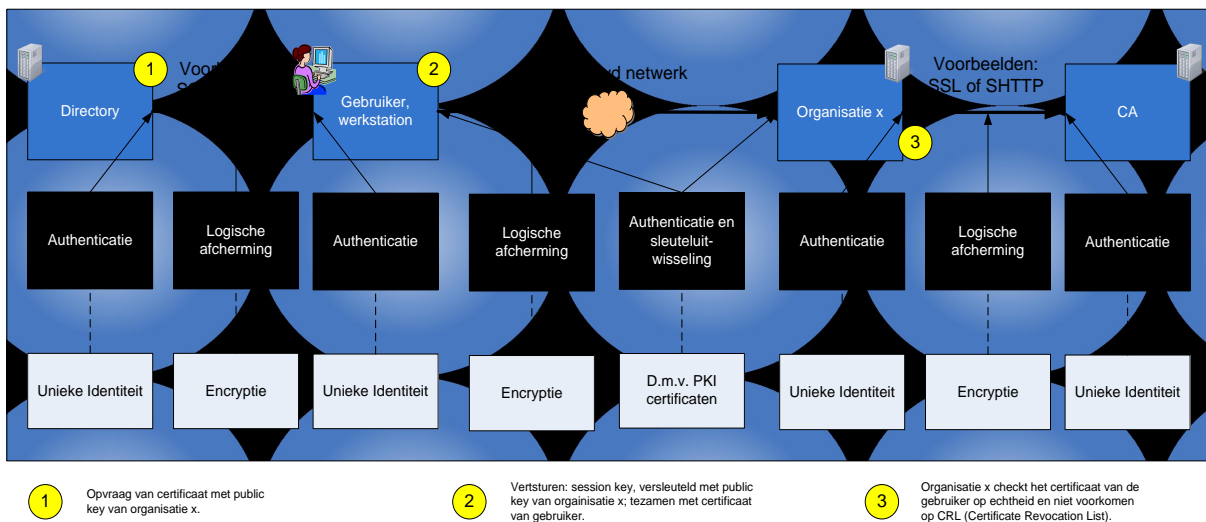 1
2
Voorbeelden:
SSL of SHTTP
netwerk
Directory
Gebruiker,
werkstation
Organisatie x
CA
3
Authenticatie
Logische
afcherming
Authenticatie
Logische
afcherming
Authenticatie en
sleuteluit-
wisseling
Authenticatie
Logische
afcherming
Authenticatie
Unieke Identiteit
Encryptie
Unieke Identiteit
Encryptie
D.m.v. PKI
certificaten
Unieke Identiteit
Encryptie
Unieke Identiteit
1
Opvraag van certificaat met public
key van organisatie x.
2
Vertsturen: session key, versleuteld met public
key van orgainisatie x; tezamen met certificaat
van gebruiker.
3
Organisatie x checkt het certificaat van de
gebruiker op echtheid en niet voorkomen
op CRL (Certificate Revocation List).